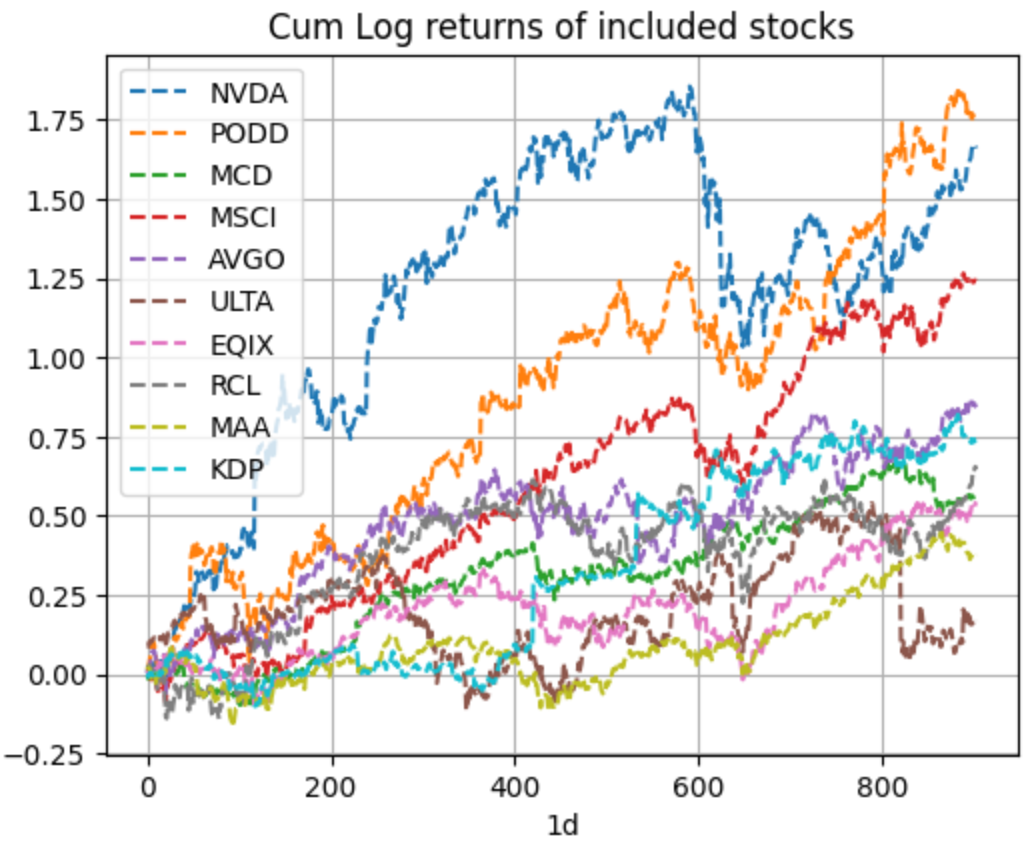 Cum Log returns of included stocks
NVDA
PODD
MCD
MSCI
AVGO
ULTA
EQIX
RCL
MAA
KDP
1.75
1.50
1.25
1.00
0.75
0.50
0.25
0.00
−0.25
0 200 400 600 800
1d